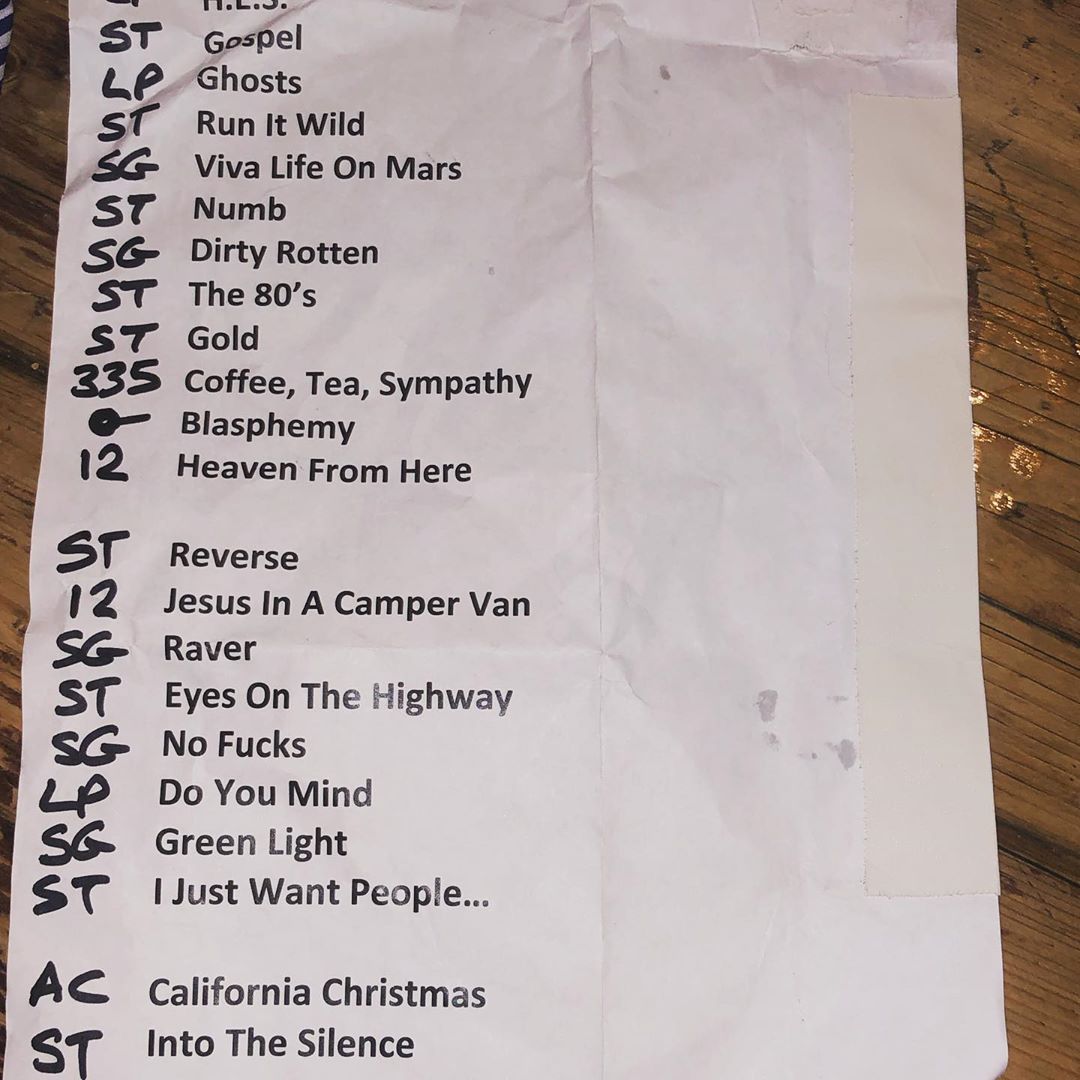 LP H.E.S.
ST Gospel
LP Ghosts
ST Run It Wild
SG Viva Life On Mars
ST Numb
SG Dirty Rotten
ST The 80’s
ST Gold
335 Coffee, Tea, Sympathy
Blasphemy
12 Heaven From Here
ST Reverse
12 Jesus In A Camper Van
SG Raver
ST Eyes On The Highway
SG No Fucks
LP Do You Mind
SG Green Light
ST I Just Want People...
AC California Christmas
ST Into The Silence